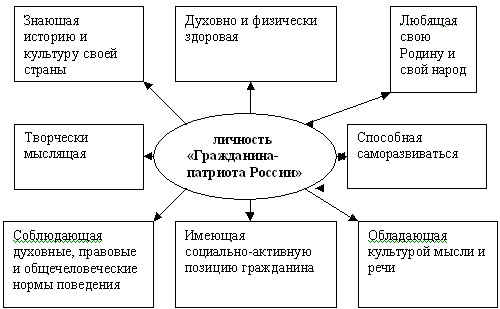 Знающая
историю и
культуру своей
страны
Духовно и физически
здоровая
Любящая
свою
Родину и
свой народ
Творчески
мыслящая
личность
«Гражданина-
патриота России»
Способная
саморазвиваться
Соблюдающая
духовные, правовые
и общечеловеческие
нормы поведения
Имеющая
социально-активную
позицию гражданина
Обладающая
культурой мысли и
речи